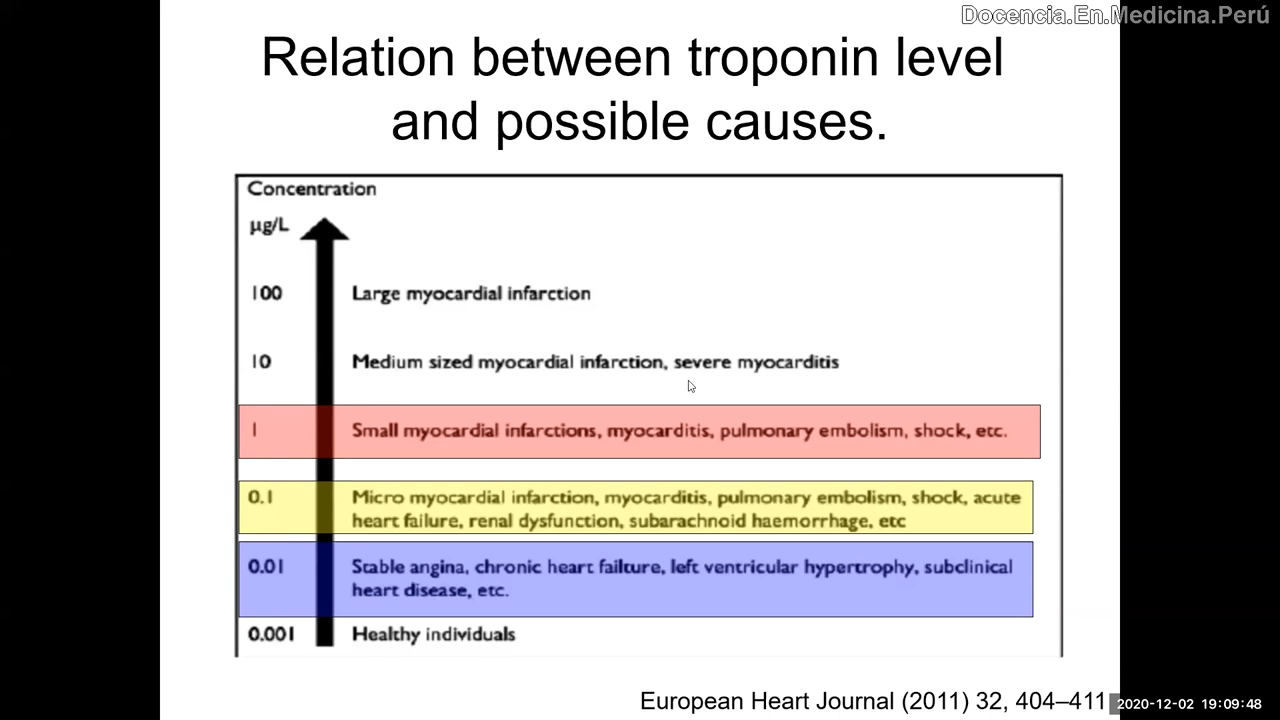 Docencia.En.Medicina.Perú
Relation between troponin level
and possible causes.
Concentration
µg/L
100 Large myocardial infarction
10 Medium sized myocardial infarction, severe myocarditis
1 Small myocardial infarctions, myocarditis, pulmonary embolism, shock, etc.
0.1 Micro myocardial infarction, myocarditis, pulmonary embolism, shock, acute
heart failure, renal dysfunction, subarachnoid haemorrhage, etc
0.01 Stable angina, chronic heart failture, left ventricular hypertrophy, subclinical
heart disease, etc.
0.001 Healthy individuals
European Heart Journal (2011) 32, 404–411
2020-12-02 19:09:48